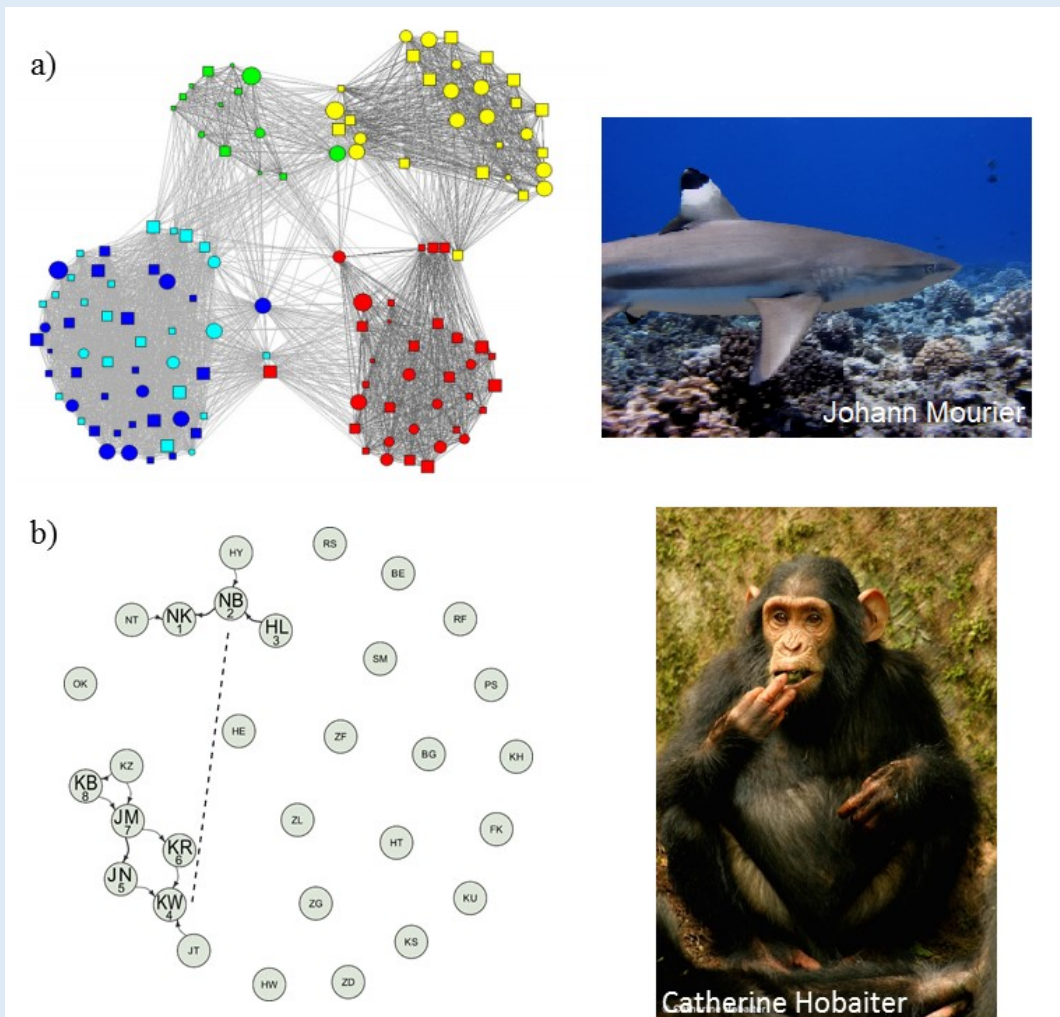 a)
Johann Mourier
b)
HY
RS
BE
NT
NK
1
NB
2
HL
3
RF
SM
OK
PS
HE
ZF
BG
KH
KZ
KB
8
JM
7
ZL
KR
6
HT
FK
JN
5
KW
4
ZG
KU
JT
KS
HW
ZD
Catherine Hobaiter